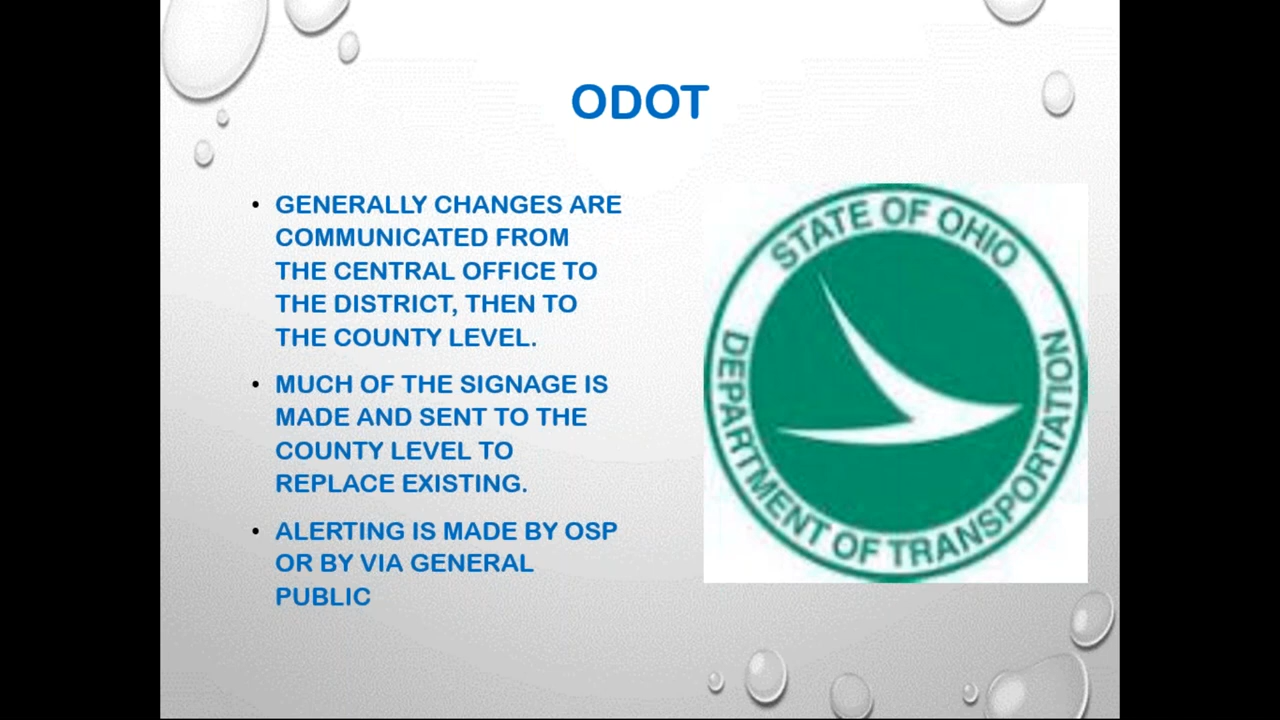 ODOT
• GENERALLY CHANGES ARE
COMMUNICATED FROM
THE CENTRAL OFFICE TO
THE DISTRICT, THEN TO
THE COUNTY LEVEL.
• MUCH OF THE SIGNAGE IS
MADE AND SENT TO THE
COUNTY LEVEL TO
REPLACE EXISTING.
• ALERTING IS MADE BY OSP
OR BY VIA GENERAL
PUBLIC
STATE OF OHIO
DEPARTMENT OF TRANSPORTATION